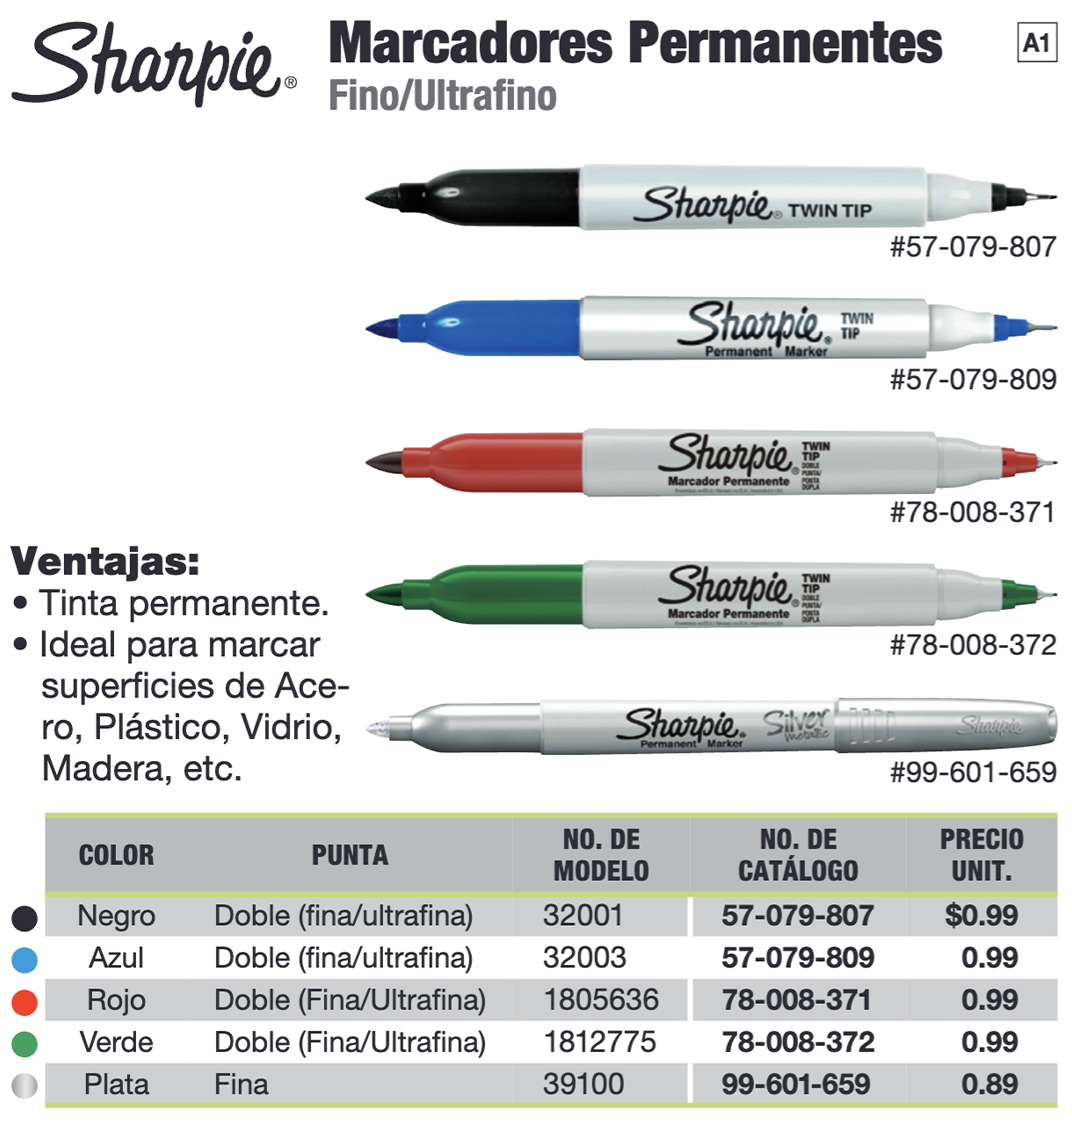 Sharpie®
Marcadores Permanentes
A1
Fino/Ultrafino
Sharpie® TWIN TIP
#57-079-807
Sharpie® TWIN
TIP
Permanent Marker
#57-079-809
Sharpie® TWIN
TIP
DOBLE
PUNTA/
PONTA
DUPLA
Marcador Permanente
#78-008-371
Ventajas:
• Tinta permanente.
• Ideal para marcar
superficies de Ace-
ro, Plástico, Vidrio,
Madera, etc.
Sharpie® TWIN
TIP
DOBLE
PUNTA/
PONTA
DUPLA
Marcador Permanente
#78-008-372
Sharpie® Silver
metallic
Permanent Marker
Sharpie
#99-601-659
COLOR PUNTA NO. DE MODELO NO. DE CATÁLOGO PRECIO UNIT.
Negro Doble (fina/ultrafina) 32001 57-079-807 $0.99
Azul Doble (fina/ultrafina) 32003 57-079-809 0.99
Rojo Doble (Fina/Ultrafina) 1805636 78-008-371 0.99
Verde Doble (Fina/Ultrafina) 1812775 78-008-372 0.99
Plata Fina 39100 99-601-659 0.89